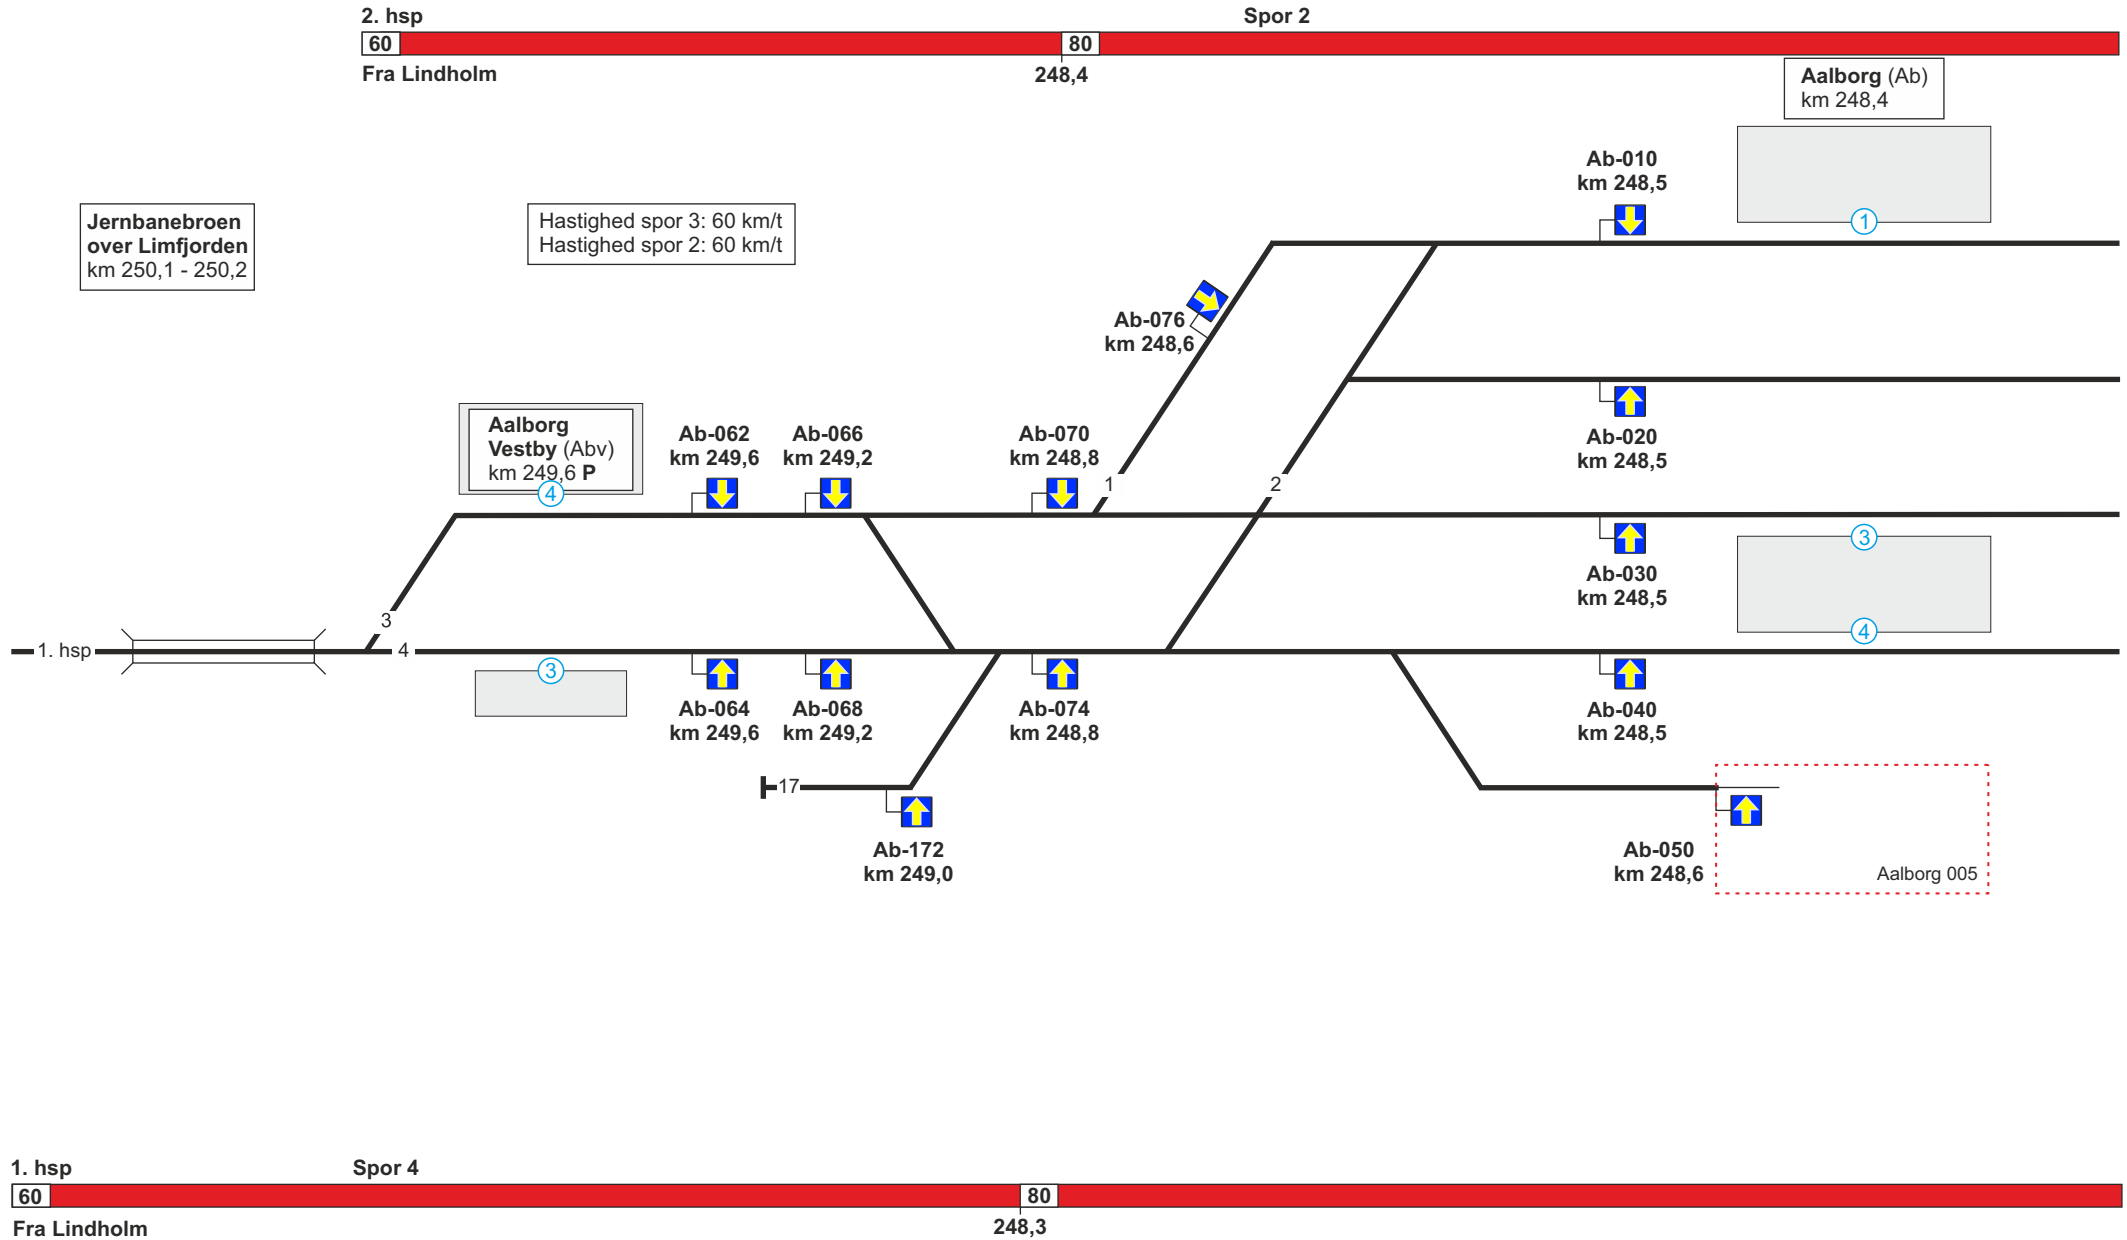 2. hsp
Spor 2
60
80
Fra Lindholm
248,4
Aalborg (Ab)
km 248,4
Ab-010
km 248,5
1
Jernbanebroen
over Limfjorden
km 250,1 - 250,2
Hastighed spor 3: 60 km/t
Hastighed spor 2: 60 km/t
Ab-076
km 248,6
Aalborg
Vestby (Abv)
km 249,6 P
4
Ab-062
km 249,6
Ab-066
km 249,2
Ab-070
km 248,8
1
2
Ab-020
km 248,5
3
Ab-030
km 248,5
4
3
1. hsp
4
3
Ab-064
km 249,6
Ab-068
km 249,2
Ab-074
km 248,8
Ab-040
km 248,5
17
Ab-172
km 249,0
Ab-050
km 248,6
Aalborg 005
1. hsp
Spor 4
60
80
Fra Lindholm
248,3